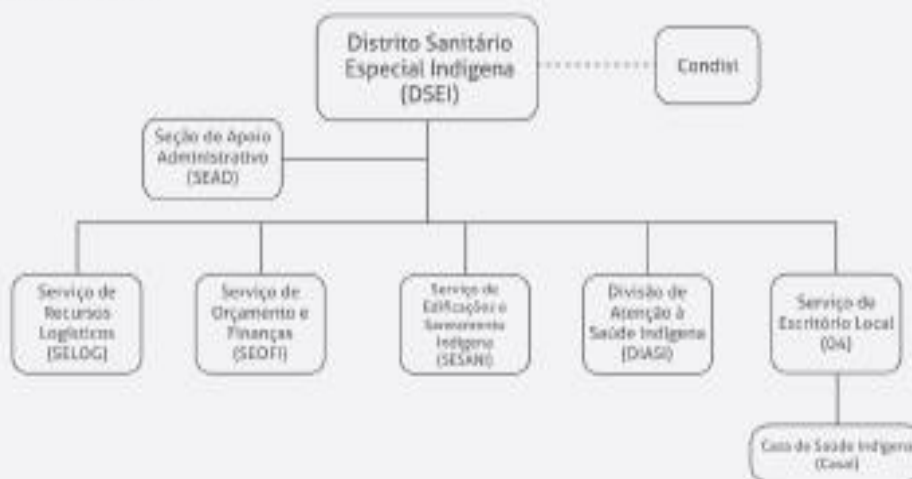 Distrito Sanitário
Especial Indígena
(DSEI)
Condisi
Seção de Apoio
Administrativo
(SEAD)
Serviço de
Recursos
Logísticos
(SELOG)
Serviço de
Orçamento e
Finanças
(SEOFI)
Serviço de
Edificações e
Saneamento
Indígena
(SESANI)
Divisão de
Atenção à
Saúde Indígena
(DIASI)
Serviço de
Escritório Local
(04)
Casa de Saúde Indígena
(Casai)